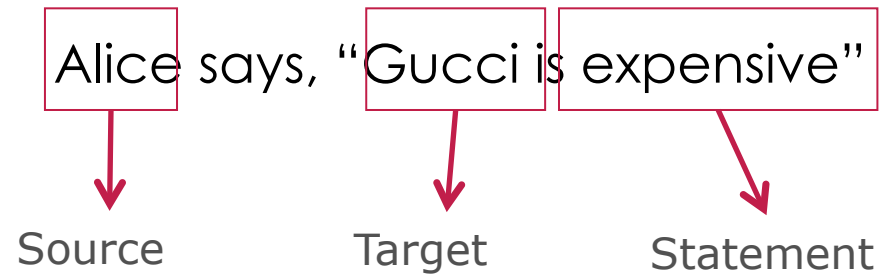 Alice says, “Gucci is expensive”
Source Target Statement